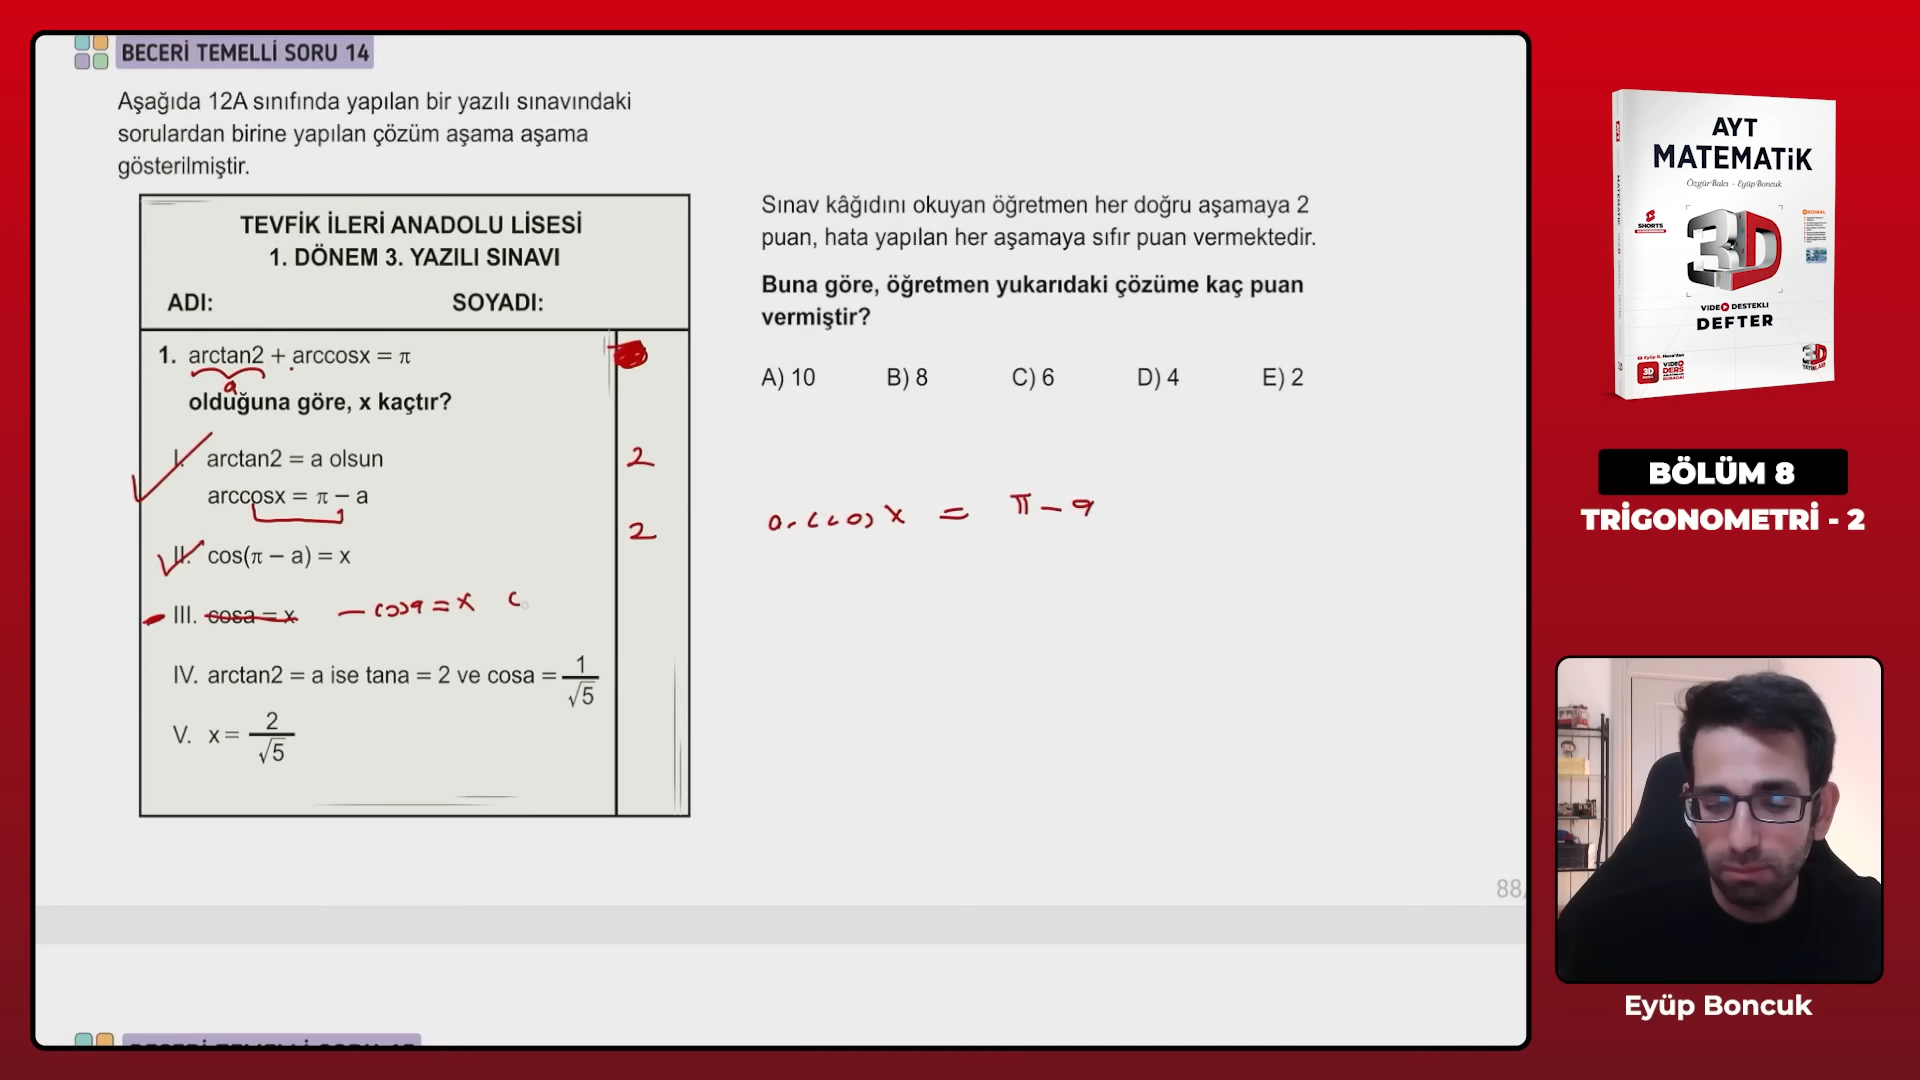 BECERİ TEMELLİ SORU 14
Aşağıda 12A sınıfında yapılan bir yazılı sınavındaki
sorulardan birine yapılan çözüm aşama aşama
gösterilmiştir.
TEVFİK İLERİ ANADOLU LİSESİ
1. DÖNEM 3. YAZILI SINAVI
ADI: SOYADI:
1. arctan2 + arccosx = π
a
olduğuna göre, x kaçtır?
I. arctan2 = a olsun
2
arccosx = π − a
II. cos(π − a) = x
2
III. cosa = x − cosa = x c
IV. arctan2 = a ise tana = 2 ve cosa = 1/√5
V. x = 2/√5
Sınav kâğıdını okuyan öğretmen her doğru aşamaya 2
puan, hata yapılan her aşamaya sıfır puan vermektedir.
Buna göre, öğretmen yukarıdaki çözüme kaç puan
vermiştir?
A) 10 B) 8 C) 6 D) 4 E) 2
arccosx = π − a
88
AYT
MATEMATİK
Özgür Balcı - Eyüp Boncuk
SHORTS
3D
VIDEO DESTEKLİ
DEFTER
BÖLÜM 8
TRİGONOMETRİ - 2
Eyüp Boncuk